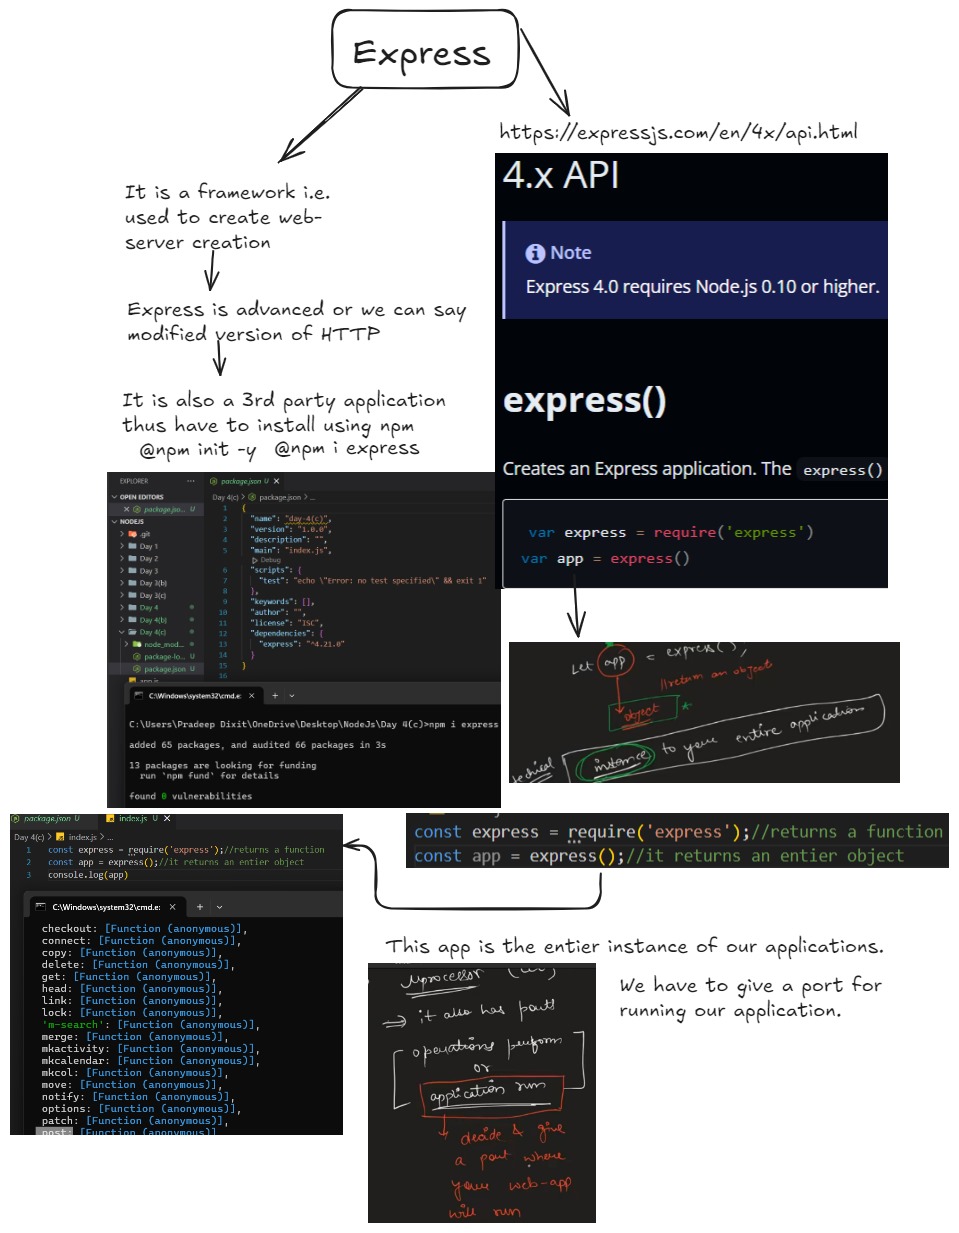 Express
https://expressjs.com/en/4x/api.html
It is a framework i.e.
used to create web-
server creation
Express is advanced or we can say
modified version of HTTP
It is also a 3rd party application
thus have to install using npm
@npm init -y @npm i express
4.x API
Note
Express 4.0 requires Node.js 0.10 or higher.
express()
Creates an Express application. The express()
var express = require('express')
var app = express()
EXPLORER
OPEN EDITORS
package.jso... U
NODEJS
.git
Day 1
Day 2
Day 3
Day 3(b)
Day 3(c)
Day 4
Day 4(b)
Day 4(c)
node_mod...
package-lo... U
package.json U
app.js
package.json U
Day 4(c) > package.json > ...
1 {
2 "name": "day-4(c)",
3 "version": "1.0.0",
4 "description": "",
5 "main": "index.js",
Debug
6 "scripts": {
7 "test": "echo \"Error: no test specified\" && exit 1"
8 },
9 "keywords": [],
10 "author": "",
11 "license": "ISC",
12 "dependencies": {
13 "express": "^4.21.0"
14 }
15 }
16
C:\Windows\system32\cmd.e:
C:\Users\Pradeep Dixit\OneDrive\Desktop\NodeJs\Day 4(c)>npm i express
added 65 packages, and audited 66 packages in 3s
13 packages are looking for funding
run `npm fund` for details
found 0 vulnerabilities
Let app = express();
//return an object
object
instance to your entire application
const express = require('express');//returns a function
const app = express();//it returns an entier object
package.json U index.js U
Day 4(c) > index.js > ...
1 const express = require('express');//returns a function
2 const app = express();//it returns an entier object
3 console.log(app)
C:\Windows\system32\cmd.e:
checkout: [Function (anonymous)],
connect: [Function (anonymous)],
copy: [Function (anonymous)],
delete: [Function (anonymous)],
get: [Function (anonymous)],
head: [Function (anonymous)],
link: [Function (anonymous)],
lock: [Function (anonymous)],
'm-search': [Function (anonymous)],
merge: [Function (anonymous)],
mkactivity: [Function (anonymous)],
mkcalendar: [Function (anonymous)],
mkcol: [Function (anonymous)],
move: [Function (anonymous)],
notify: [Function (anonymous)],
options: [Function (anonymous)],
patch: [Function (anonymous)],
post: [Function (anonymous)],
This app is the entier instance of our applications.
We have to give a port for
running our application.
it also has ports
operations perform
or
application run
decide & give
a port where
your web-app
will run